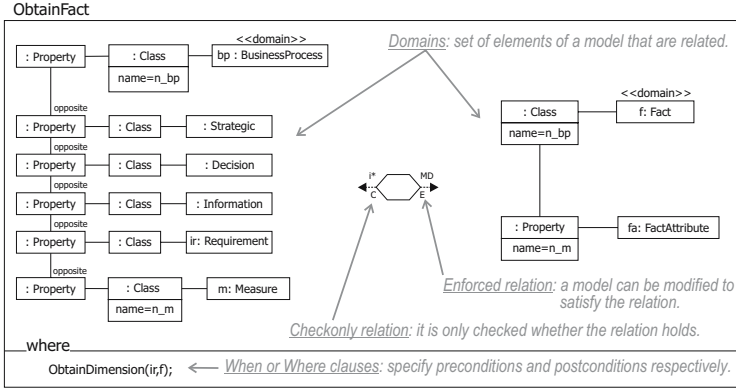 ObtainFact
<<domain>>
: Property
: Class
name=n_bp
bp : BusinessProcess
opposite
: Property
: Class
: Strategic
opposite
: Property
: Class
: Decision
opposite
: Property
: Class
: Information
opposite
: Property
: Class
ir: Requirement
opposite
: Property
: Class
name=n_m
m: Measure
Domains: set of elements of a model that are related.
<<domain>>
: Class
name=n_bp
f: Fact
i*
MD
C
E
: Property
name=n_m
fa: FactAttribute
Enforced relation: a model can be modified to
satisfy the relation.
Checkonly relation: it is only checked whether the relation holds.
where
ObtainDimension(ir,f);
When or Where clauses: specify preconditions and postconditions respectively.